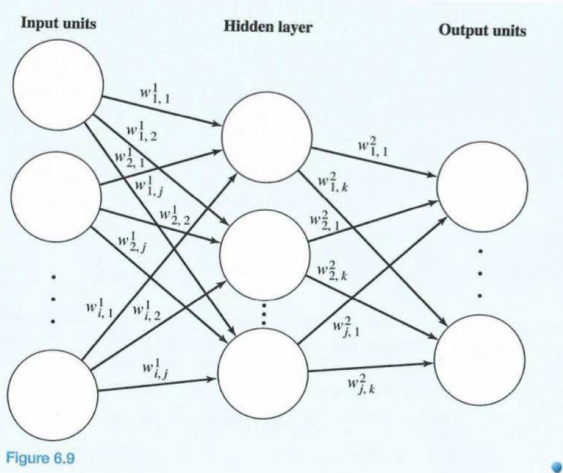 Input units
Hidden layer
Output units
w¹₁,₁
w¹₁,₂
w¹₂,₁
w¹₁,ⱼ
w¹₂,₂
w¹₂,ⱼ
w¹ᵢ,₁
w¹ᵢ,₂
w¹ᵢ,ⱼ
w²₁,₁
w²₁,ₖ
w²₂,₁
w²₂,ₖ
w²ⱼ,₁
w²ⱼ,ₖ
Figure 6.9